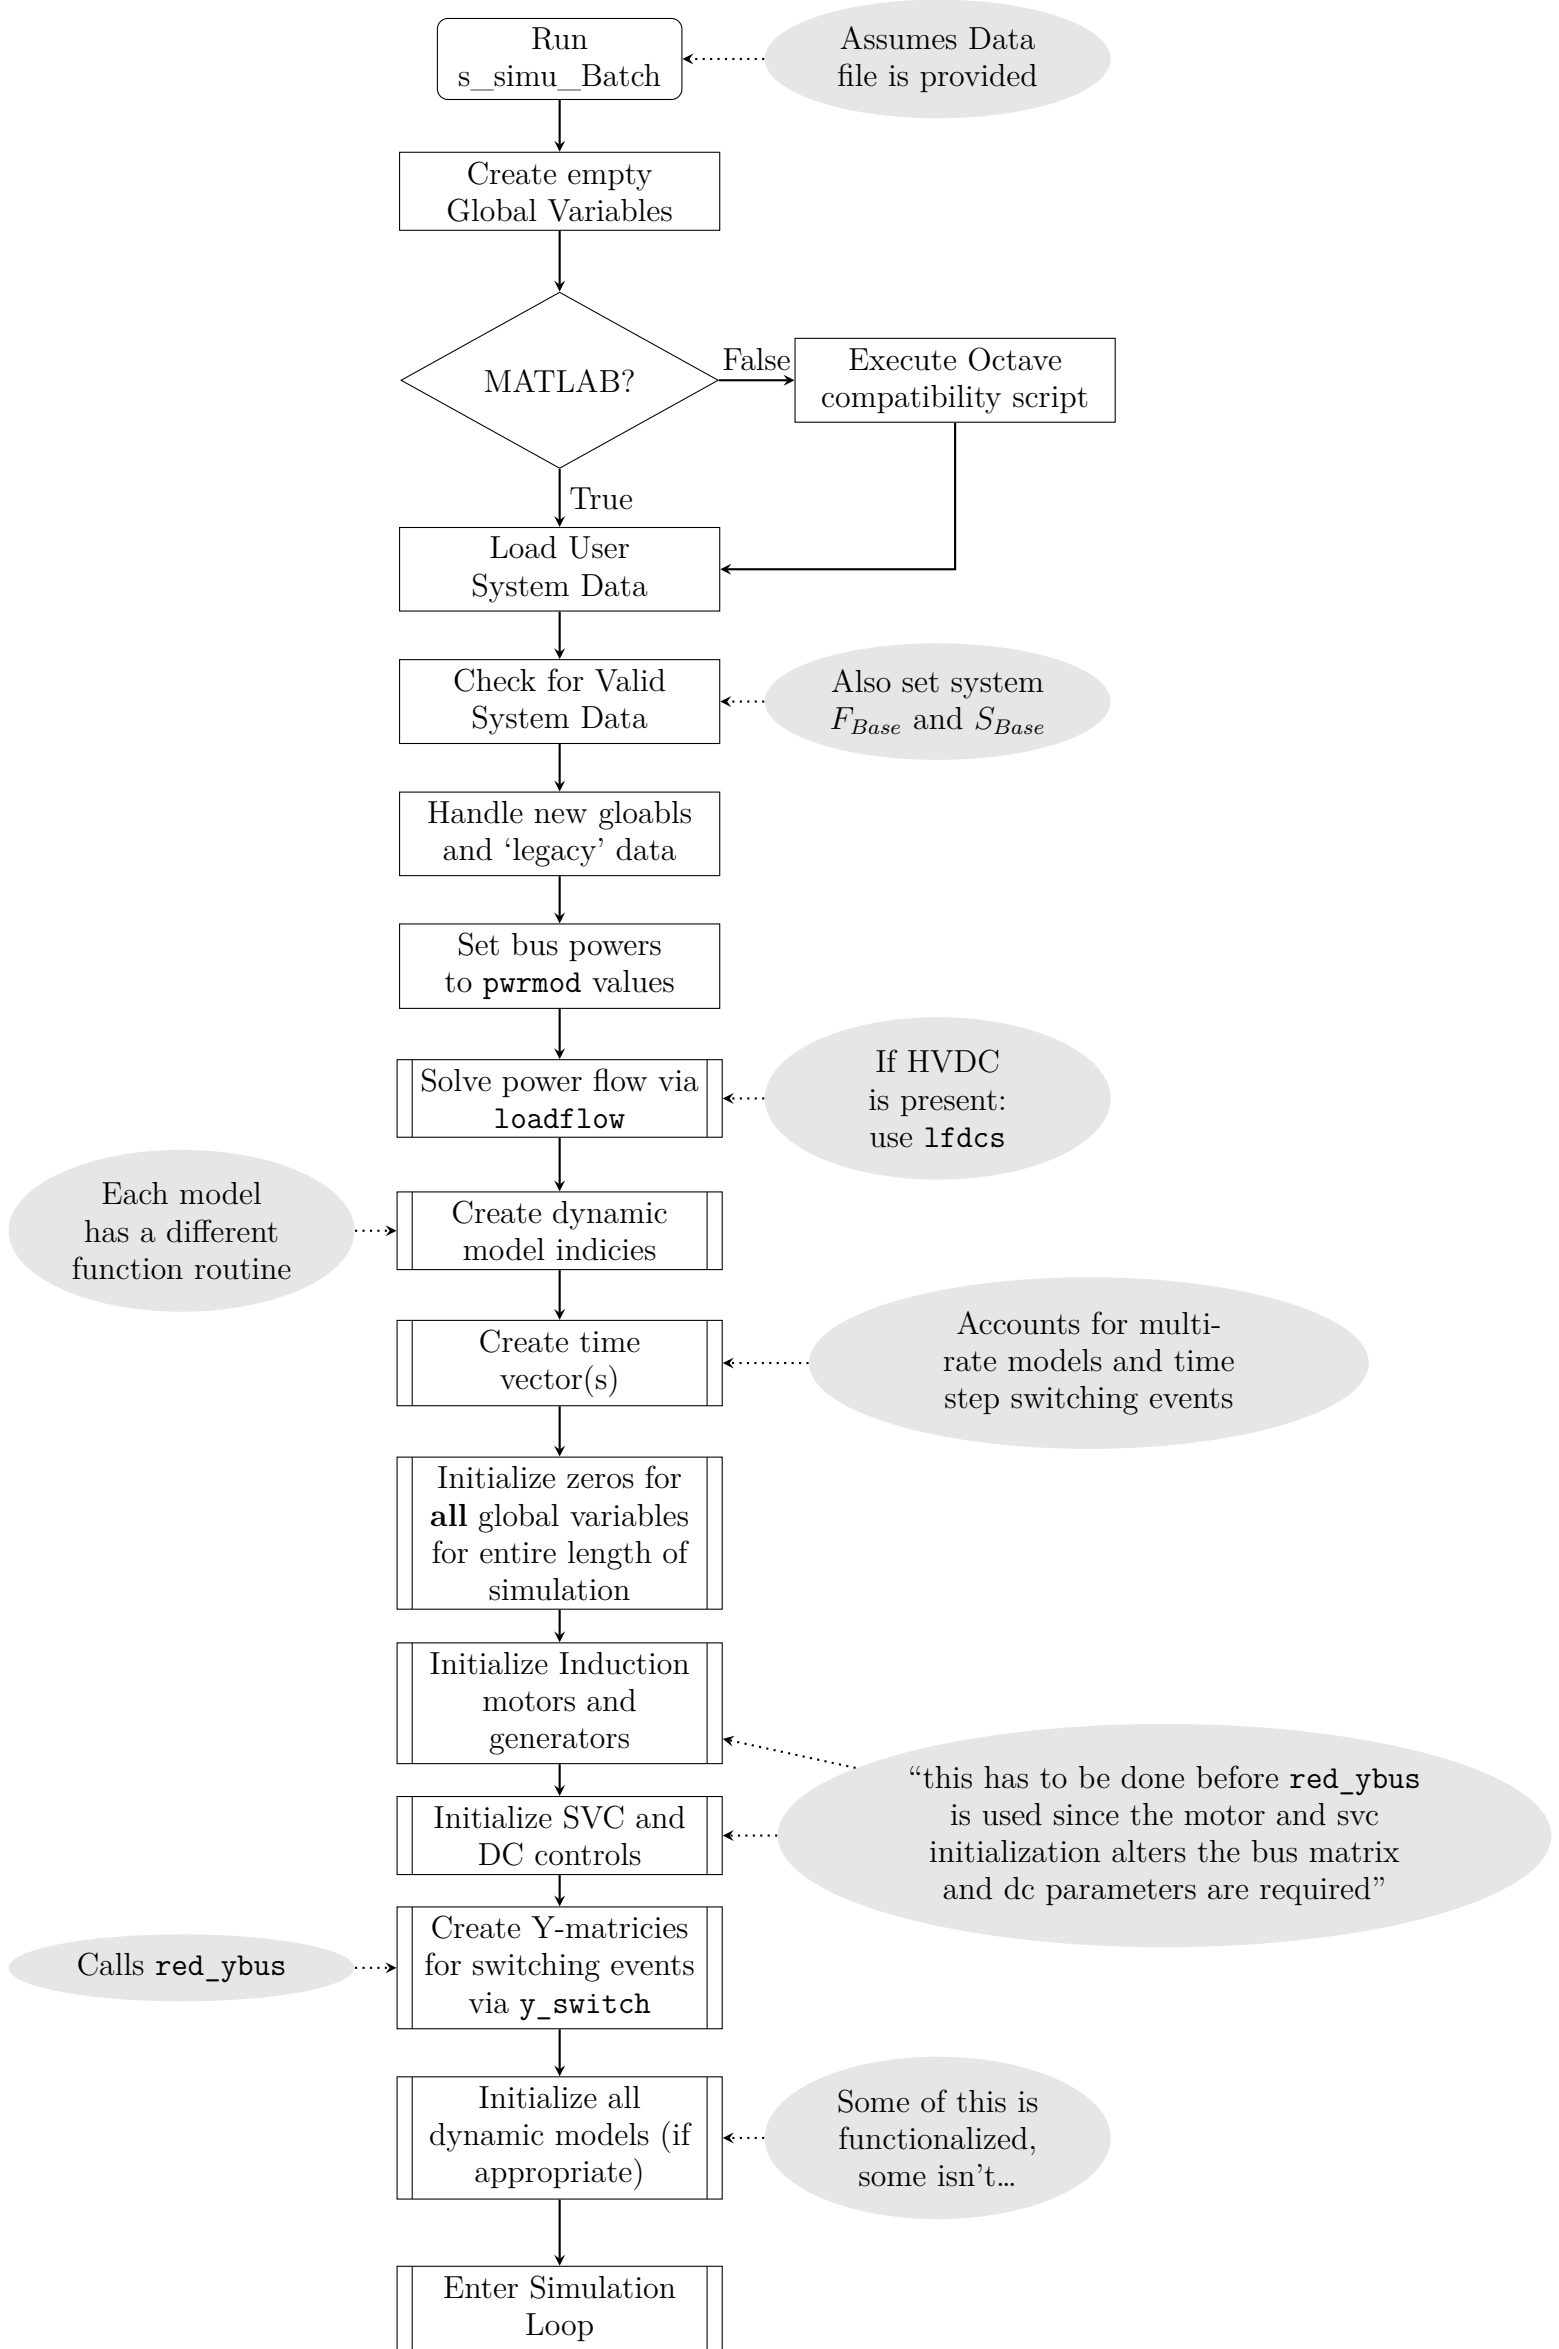 Run
s_simu_Batch
Assumes Data
file is provided
Create empty
Global Variables
MATLAB?
False
Execute Octave
compatibility script
True
Load User
System Data
Check for Valid
System Data
Also set system
F_Base and S_Base
Handle new gloabls
and ‘legacy’ data
Set bus powers
to pwrmod values
Solve power flow via
loadflow
If HVDC
is present:
use lfdcs
Each model
has a different
function routine
Create dynamic
model indicies
Create time
vector(s)
Accounts for multi-
rate models and time
step switching events
Initialize zeros for
all global variables
for entire length of
simulation
Initialize Induction
motors and
generators
Initialize SVC and
DC controls
“this has to be done before red_ybus
is used since the motor and svc
initialization alters the bus matrix
and dc parameters are required”
Calls red_ybus
Create Y-matricies
for switching events
via y_switch
Initialize all
dynamic models (if
appropriate)
Some of this is
functionalized,
some isn’t…
Enter Simulation
Loop